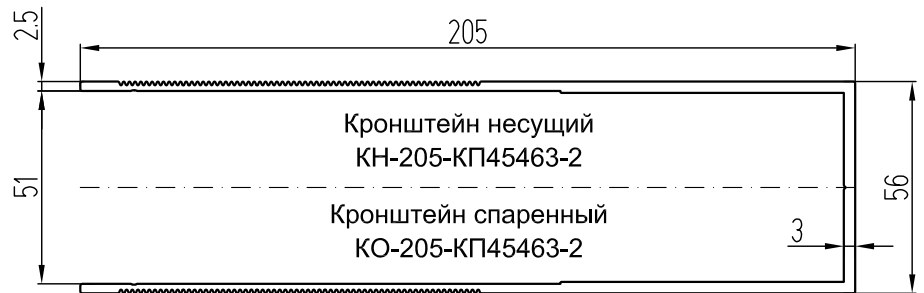 2.5
205
Кронштейн несущий
КН-205-КП45463-2
51
56
Кронштейн спаренный
КО-205-КП45463-2
3